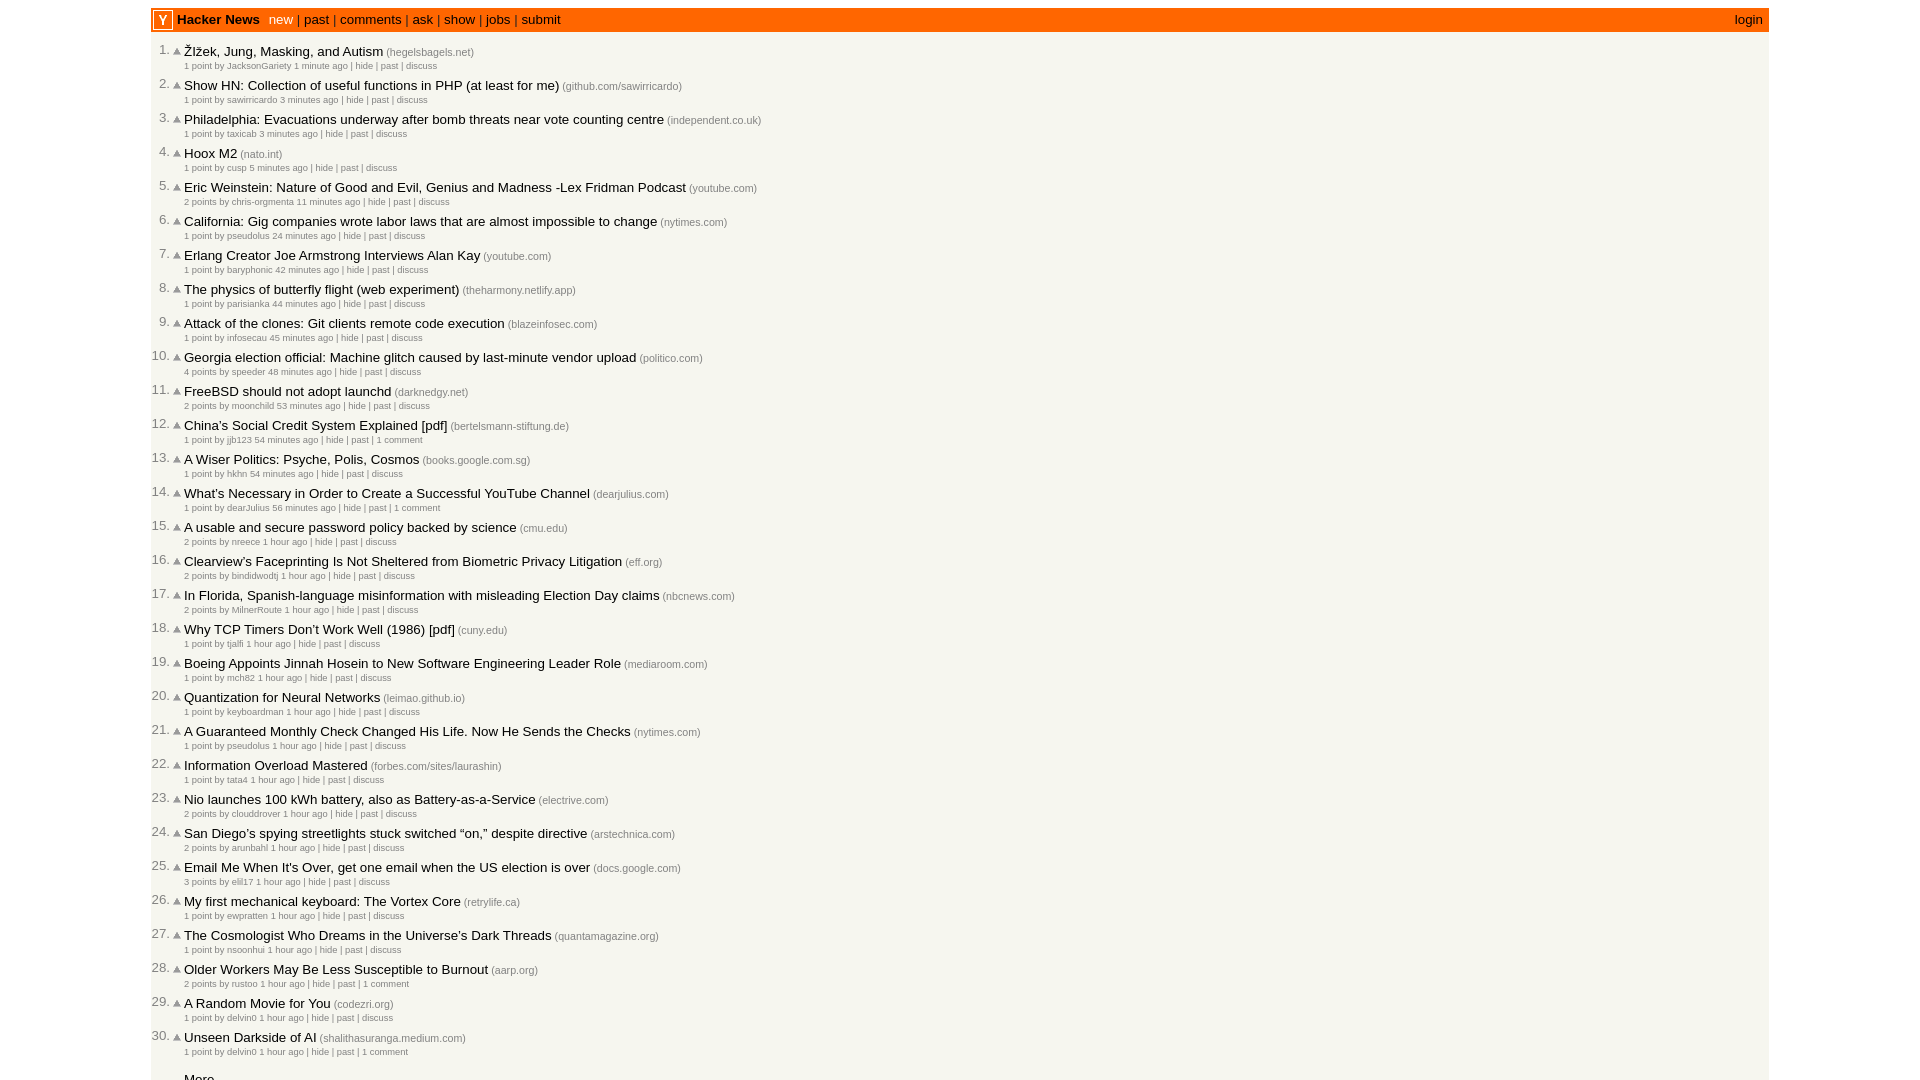 Y Hacker News new | past | comments | ask | show | jobs | submit login
1. ŽIžek, Jung, Masking, and Autism (hegelsbagels.net)
1 point by JacksonGariety 1 minute ago | hide | past | discuss
2. Show HN: Collection of useful functions in PHP (at least for me) (github.com/sawirricardo)
1 point by sawirricardo 3 minutes ago | hide | past | discuss
3. Philadelphia: Evacuations underway after bomb threats near vote counting centre (independent.co.uk)
1 point by taxicab 3 minutes ago | hide | past | discuss
4. Hoox M2 (nato.int)
1 point by cusp 5 minutes ago | hide | past | discuss
5. Eric Weinstein: Nature of Good and Evil, Genius and Madness -Lex Fridman Podcast (youtube.com)
2 points by chris-orgmenta 11 minutes ago | hide | past | discuss
6. California: Gig companies wrote labor laws that are almost impossible to change (nytimes.com)
1 point by pseudolus 24 minutes ago | hide | past | discuss
7. Erlang Creator Joe Armstrong Interviews Alan Kay (youtube.com)
1 point by baryphonic 42 minutes ago | hide | past | discuss
8. The physics of butterfly flight (web experiment) (theharmony.netlify.app)
1 point by parisianka 44 minutes ago | hide | past | discuss
9. Attack of the clones: Git clients remote code execution (blazeinfosec.com)
1 point by infosecau 45 minutes ago | hide | past | discuss
10. Georgia election official: Machine glitch caused by last-minute vendor upload (politico.com)
4 points by speeder 48 minutes ago | hide | past | discuss
11. FreeBSD should not adopt launchd (darknedgy.net)
2 points by moonchild 53 minutes ago | hide | past | discuss
12. China’s Social Credit System Explained [pdf] (bertelsmann-stiftung.de)
1 point by jjb123 54 minutes ago | hide | past | 1 comment
13. A Wiser Politics: Psyche, Polis, Cosmos (books.google.com.sg)
1 point by hkhn 54 minutes ago | hide | past | discuss
14. What’s Necessary in Order to Create a Successful YouTube Channel (dearjulius.com)
1 point by dearJulius 56 minutes ago | hide | past | 1 comment
15. A usable and secure password policy backed by science (cmu.edu)
2 points by nreece 1 hour ago | hide | past | discuss
16. Clearview’s Faceprinting Is Not Sheltered from Biometric Privacy Litigation (eff.org)
2 points by bindidwodtj 1 hour ago | hide | past | discuss
17. In Florida, Spanish-language misinformation with misleading Election Day claims (nbcnews.com)
2 points by MilnerRoute 1 hour ago | hide | past | discuss
18. Why TCP Timers Don’t Work Well (1986) [pdf] (cuny.edu)
1 point by tjalfi 1 hour ago | hide | past | discuss
19. Boeing Appoints Jinnah Hosein to New Software Engineering Leader Role (mediaroom.com)
1 point by mch82 1 hour ago | hide | past | discuss
20. Quantization for Neural Networks (leimao.github.io)
1 point by keyboardman 1 hour ago | hide | past | discuss
21. A Guaranteed Monthly Check Changed His Life. Now He Sends the Checks (nytimes.com)
1 point by pseudolus 1 hour ago | hide | past | discuss
22. Information Overload Mastered (forbes.com/sites/laurashin)
1 point by tata4 1 hour ago | hide | past | discuss
23. Nio launches 100 kWh battery, also as Battery-as-a-Service (electrive.com)
2 points by clouddrover 1 hour ago | hide | past | discuss
24. San Diego’s spying streetlights stuck switched “on,” despite directive (arstechnica.com)
2 points by arunbahl 1 hour ago | hide | past | discuss
25. Email Me When It's Over, get one email when the US election is over (docs.google.com)
3 points by elil17 1 hour ago | hide | past | discuss
26. My first mechanical keyboard: The Vortex Core (retrylife.ca)
1 point by ewpratten 1 hour ago | hide | past | discuss
27. The Cosmologist Who Dreams in the Universe’s Dark Threads (quantamagazine.org)
1 point by nsoonhui 1 hour ago | hide | past | discuss
28. Older Workers May Be Less Susceptible to Burnout (aarp.org)
2 points by rustoo 1 hour ago | hide | past | 1 comment
29. A Random Movie for You (codezri.org)
1 point by delvin0 1 hour ago | hide | past | discuss
30. Unseen Darkside of AI (shalithasuranga.medium.com)
1 point by delvin0 1 hour ago | hide | past | 1 comment
More